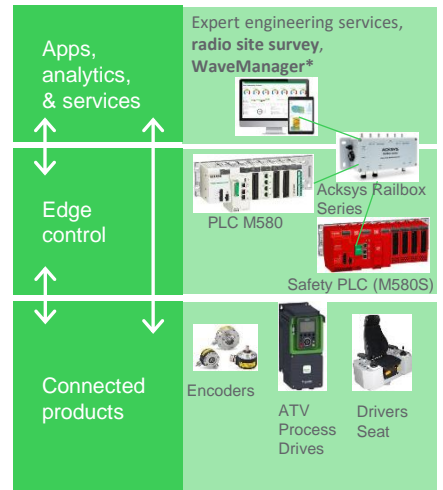 Apps,
analytics,
& services
Expert engineering services,
radio site survey,
WaveManager*
ACKSYS
PLC M580
Acksys Railbox
Series
Edge
control
Safety PLC (M580S)
Connected
products
Encoders
ATV
Process
Drives
Drivers
Seat